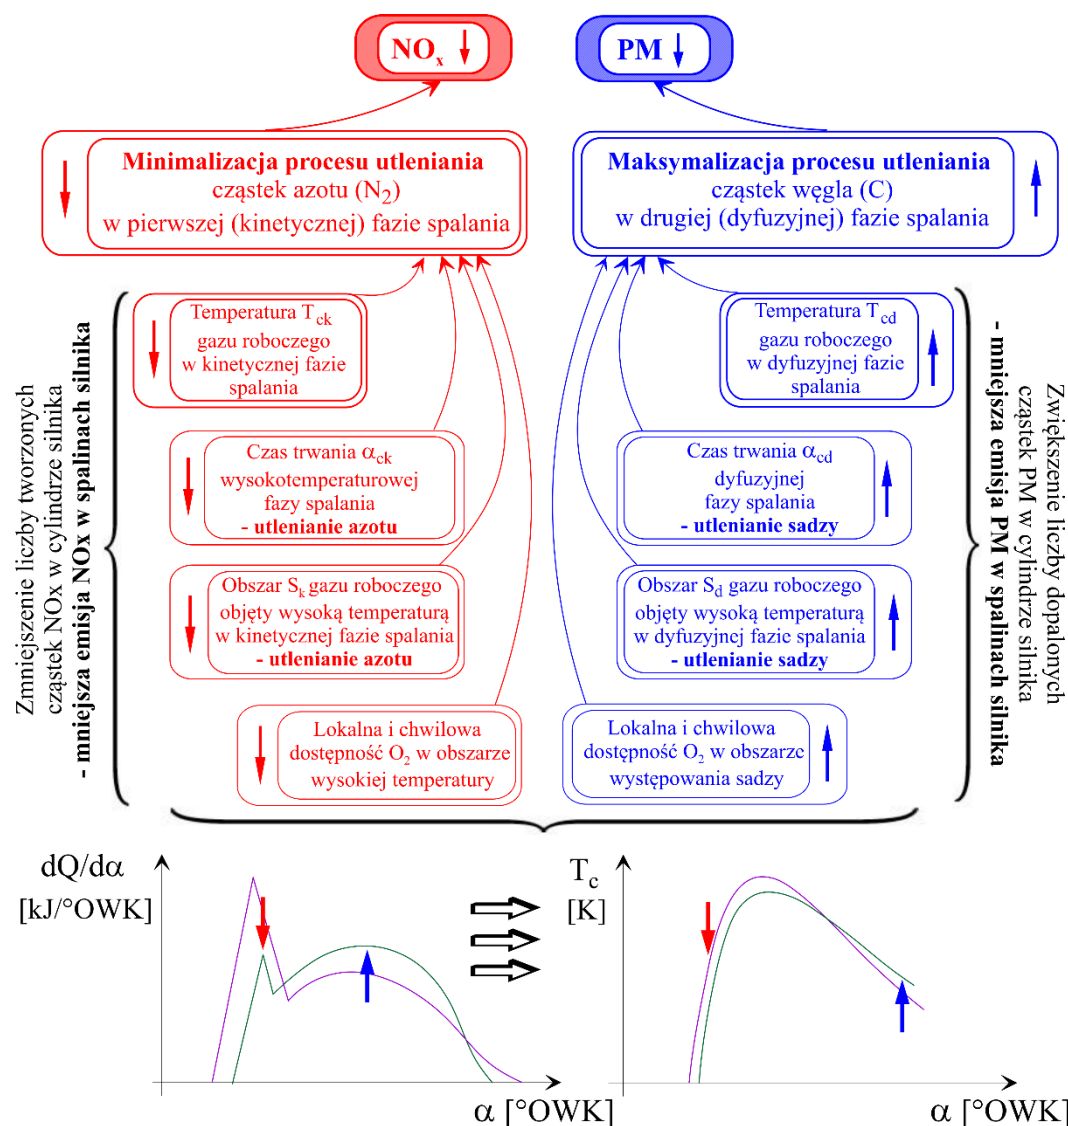 NOx
PM
Minimalizacja procesu utleniania
cząstek azotu (N2)
w pierwszej (kinetycznej) fazie spalania
Maksymalizacja procesu utleniania
cząstek węgla (C)
w drugiej (dyfuzyjnej) fazie spalania
Temperatura Tck
gazu roboczego
w kinetycznej fazie
spalania
Temperatura Tcd
gazu roboczego
w dyfuzyjnej fazie
spalania
Czas trwania αck
wysokotemperaturowej
fazy spalania
- utlenianie azotu
Czas trwania αcd
dyfuzyjnej
fazy spalania
- utlenianie sadzy
Obszar Sk gazu roboczego
objęty wysoką temperaturą
w kinetycznej fazie spalania
- utlenianie azotu
Obszar Sd gazu roboczego
objęty wysoką temperaturą
w dyfuzyjnej fazie spalania
- utlenianie sadzy
Lokalna i chwilowa
dostępność O2 w obszarze
wysokiej temperatury
Lokalna i chwilowa
dostępność O2 w obszarze
występowania sadzy
Zmniejszenie liczby tworzonych
cząstek NOx w cylindrze silnika
- mniejsza emisja NOx w spalinach silnika
Zwiększenie liczby dopalonych
cząstek PM w cylindrze silnika
- mniejsza emisja PM w spalinach silnika
dQ/dα
[kJ/°OWK]
α [°OWK]
Tc
[K]
α [°OWK]